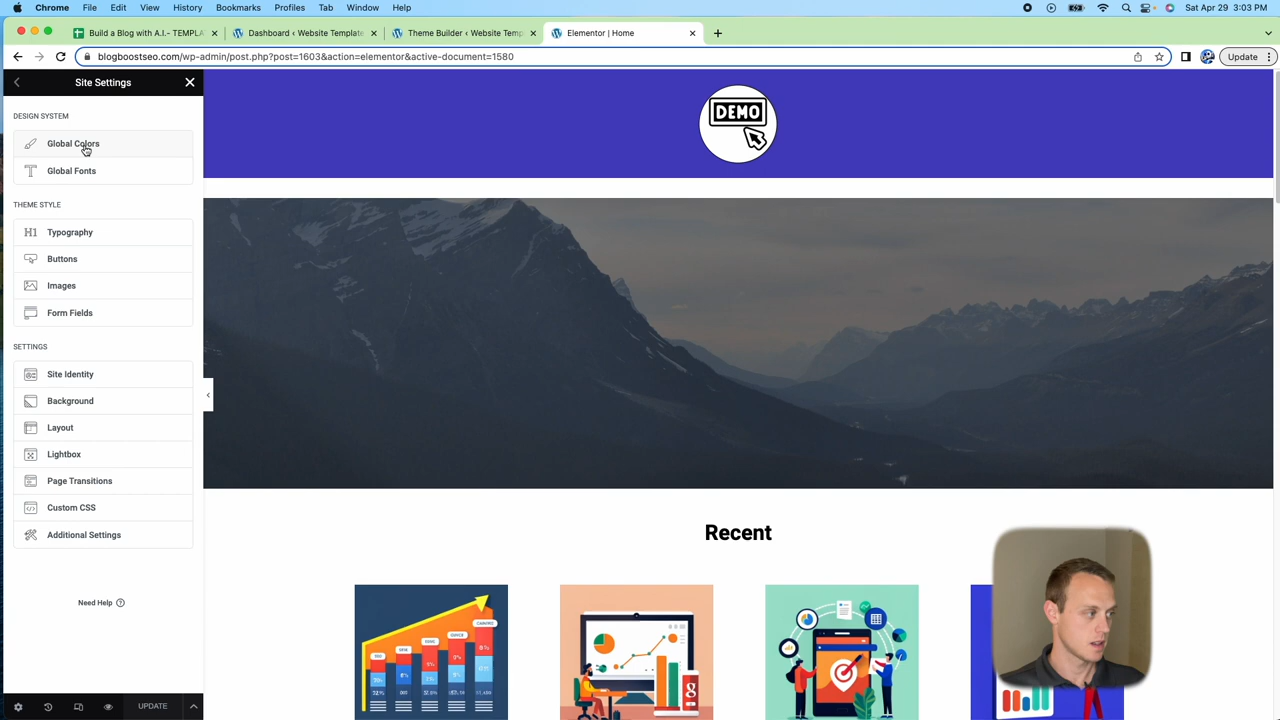 Chrome File Edit View History Bookmarks Profiles Tab Window Help Sat Apr 29 3:03 PM
Build a Blog with A.I.- TEMPLA Dashboard ‹ Website Template Theme Builder ‹ Website Temp Elementor | Home
blogboostseo.com/wp-admin/post.php?post=1603&action=elementor&active-document=1580 Update
Site Settings
DESIGN SYSTEM
Global Colors
Global Fonts
THEME STYLE
H1 Typography
Buttons
Images
Form Fields
SETTINGS
Site Identity
Background
Layout
Lightbox
Page Transitions
Custom CSS
Additional Settings
Need Help ?
UPDATE
DEMO
Recent